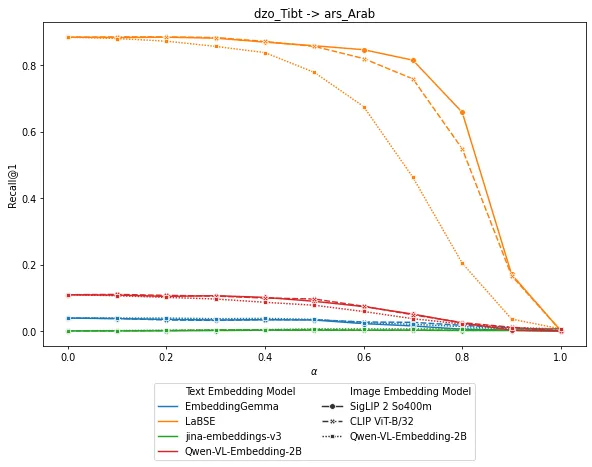 dzo_Tibt -> ars_Arab
Recall@1
0.8
0.6
0.4
0.2
0.0
0.0 0.2 0.4 0.6 0.8 1.0
α
Text Embedding Model Image Embedding Model
EmbeddingGemma SigLIP 2 So400m
LaBSE CLIP ViT-B/32
jina-embeddings-v3 Qwen-VL-Embedding-2B
Qwen-VL-Embedding-2B